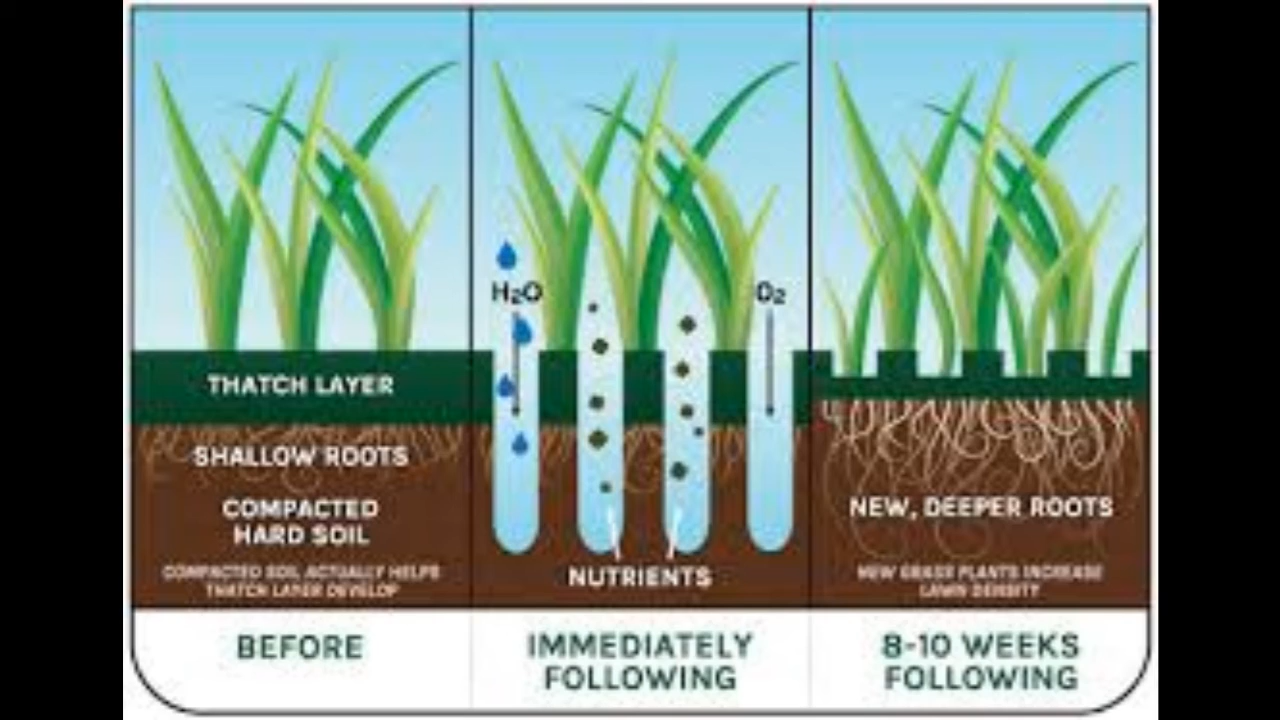 THATCH LAYER
SHALLOW ROOTS
COMPACTED
HARD SOIL
COMPACTED SOIL ACTUALLY HELPS
THATCH LAYER DEVELOP
BEFORE
H₂O
O₂
NUTRIENTS
IMMEDIATELY
FOLLOWING
NEW, DEEPER ROOTS
NEW GRASS PLANTS INCREASE
LAWN DENSITY
8-10 WEEKS
FOLLOWING